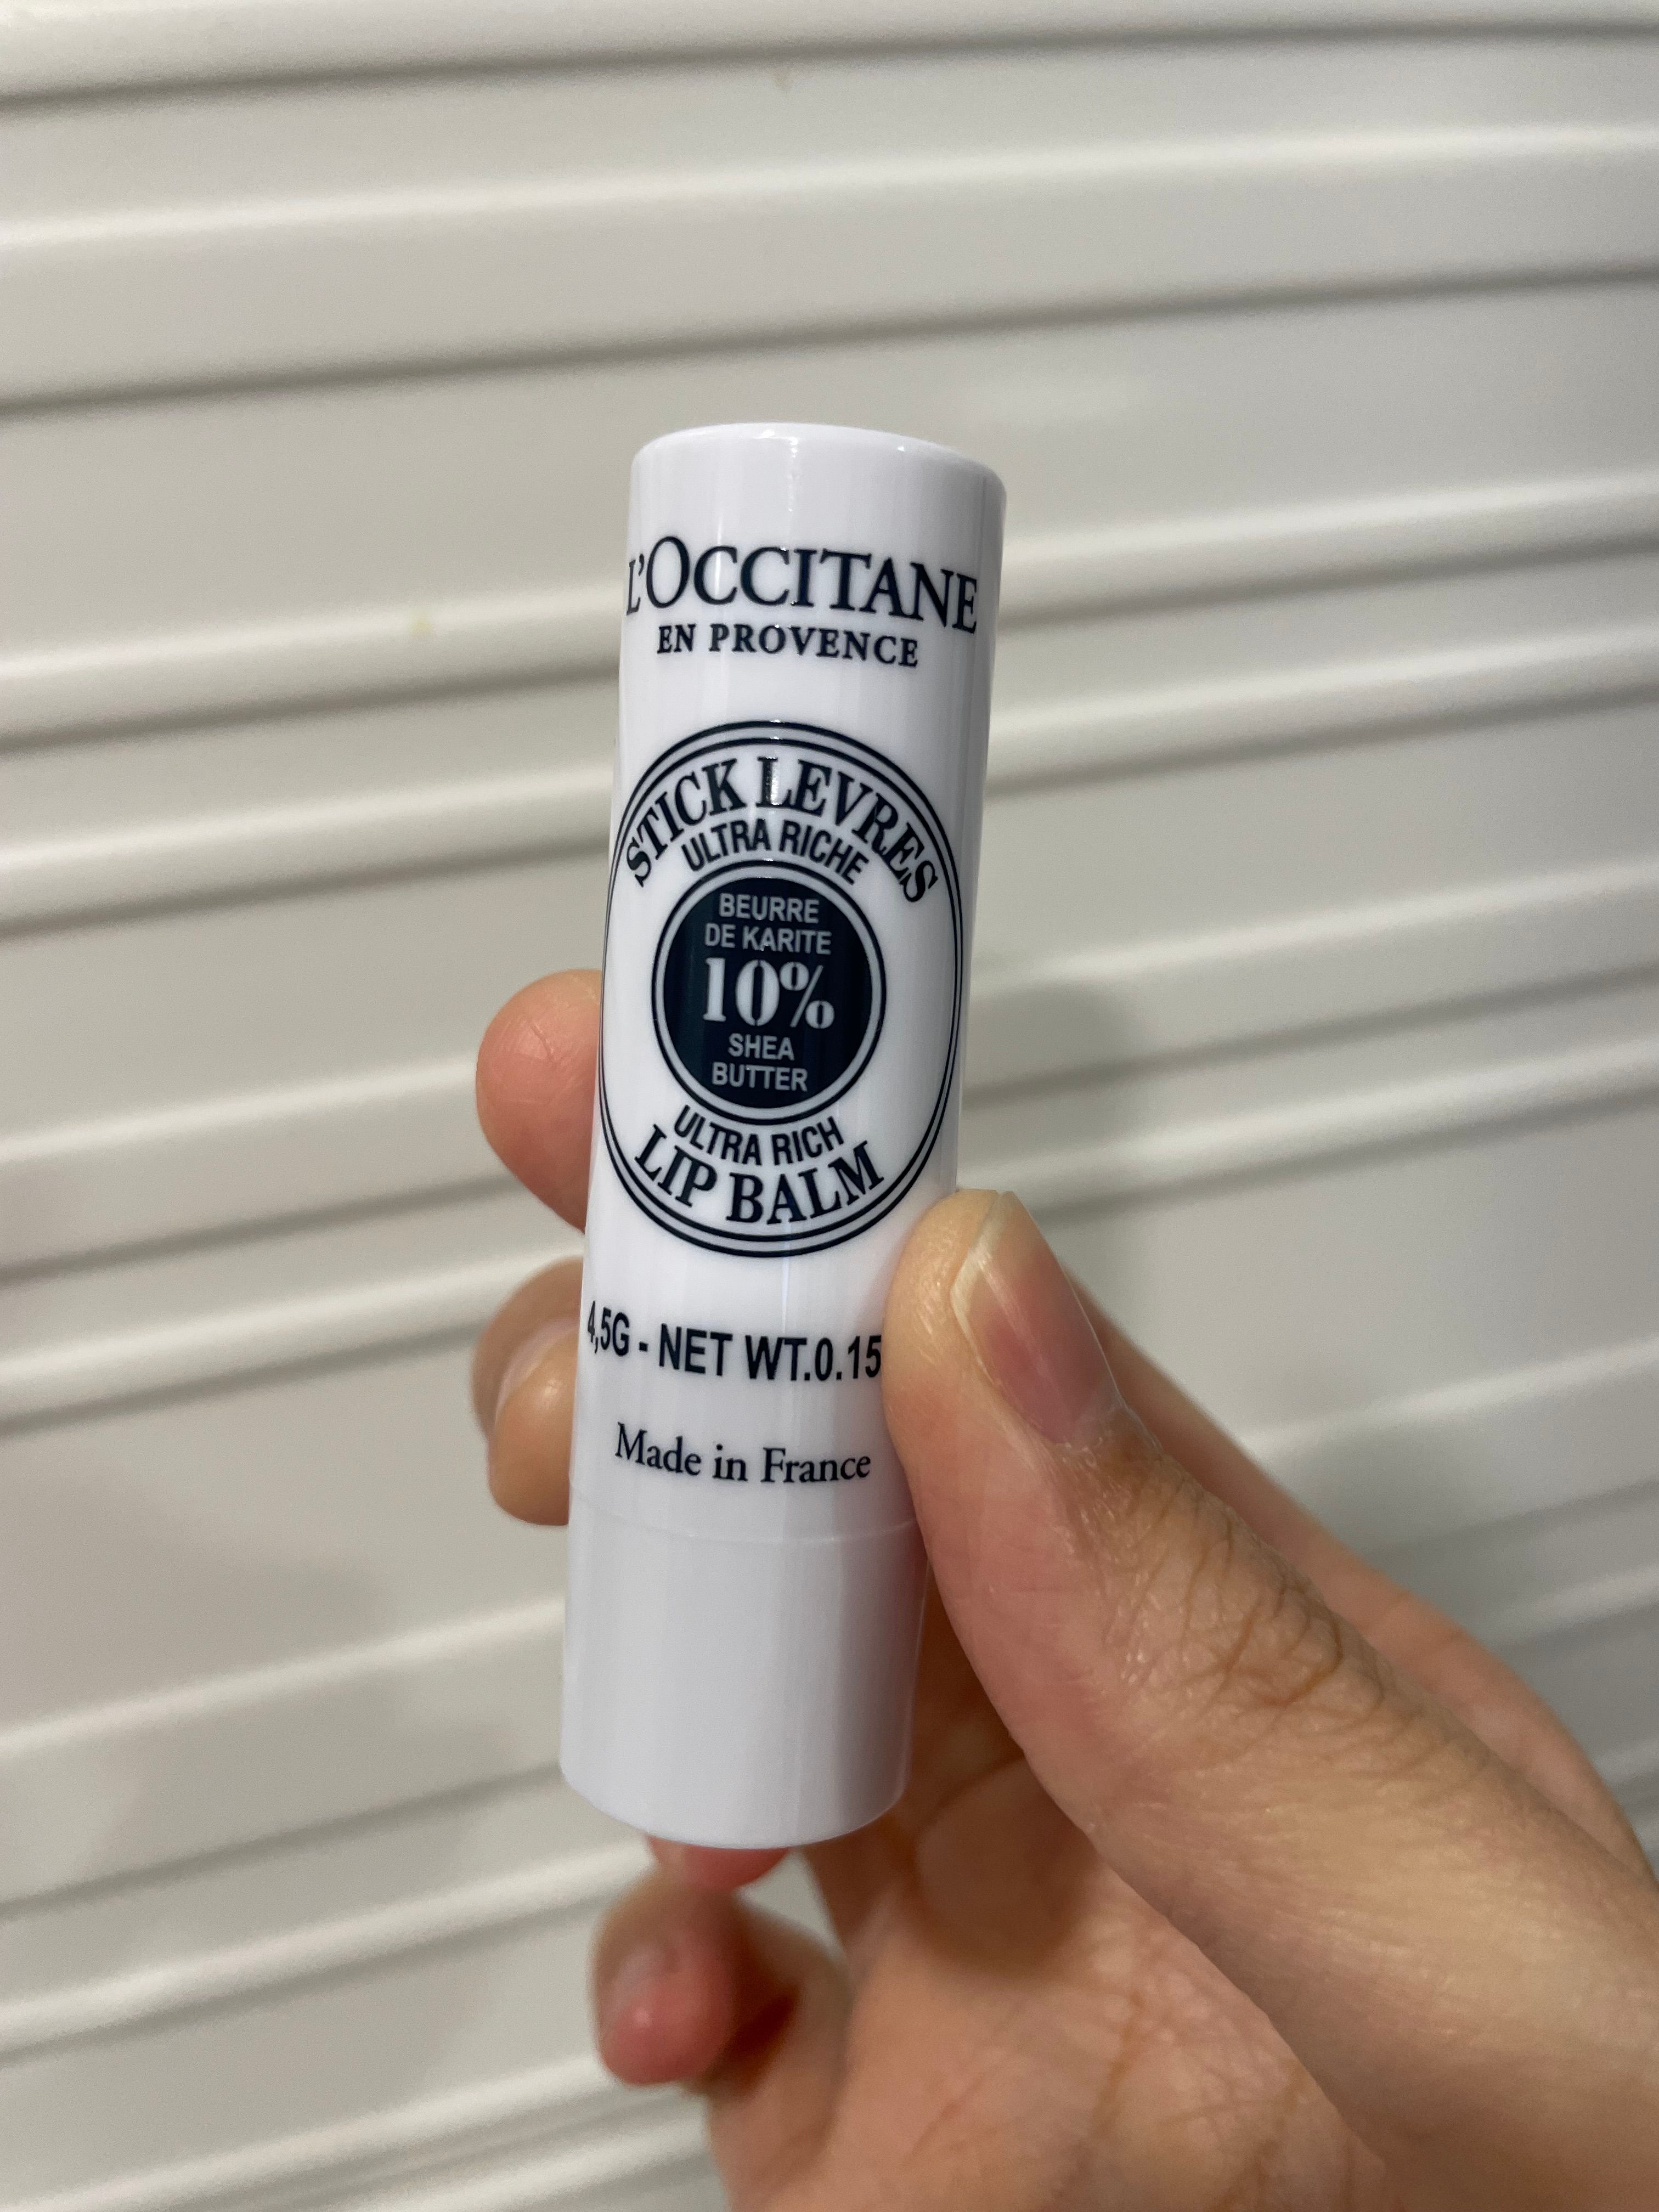 L'OCCITANE
EN PROVENCE
STICK LEVRES
ULTRA RICHE
BEURRE
DE KARITE
10%
SHEA
BUTTER
ULTRA RICH
LIP BALM
4,5G - NET WT.0.15
Made in France